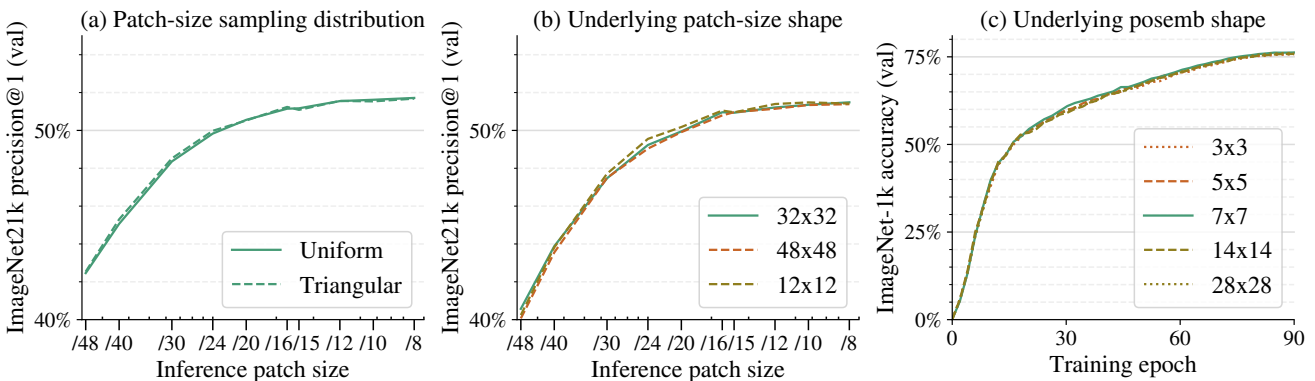 (a) Patch-size sampling distribution
ImageNet21k precision@1 (val)
50%
40%
Uniform
Triangular
/48 /40 /30 /24 /20 /16 /15 /12 /10 /8
Inference patch size
(b) Underlying patch-size shape
ImageNet21k precision@1 (val)
50%
40%
32x32
48x48
12x12
/48 /40 /30 /24 /20 /16 /15 /12 /10 /8
Inference patch size
(c) Underlying posemb shape
ImageNet-1k accuracy (val)
75%
50%
25%
0%
3x3
5x5
7x7
14x14
28x28
0 30 60 90
Training epoch